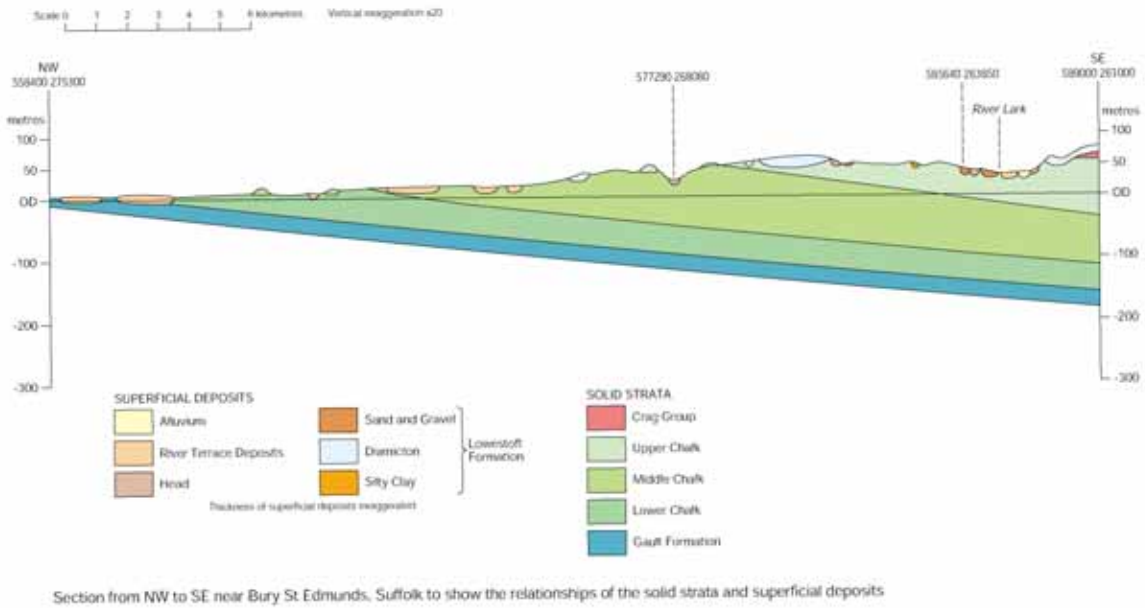 Scale 0 1 2 3 4 5 6 kilometres Vertical exaggeration x20
NW
558400 275300
577290 268080
585640 263850
SE
589000 261000
River Lark
metres
metres
100
100
50
50
OD
OD
-100
-100
-200
-200
-300
-300
SUPERFICIAL DEPOSITS
Alluvium
River Terrace Deposits
Head
Sand and Gravel
Diamicton
Silty Clay
Lowestoft
Formation
Thickness of superficial deposits exaggerated
SOLID STRATA
Crag Group
Upper Chalk
Middle Chalk
Lower Chalk
Gault Formation
Section from NW to SE near Bury St Edmunds, Suffolk to show the relationships of the solid strata and superficial deposits